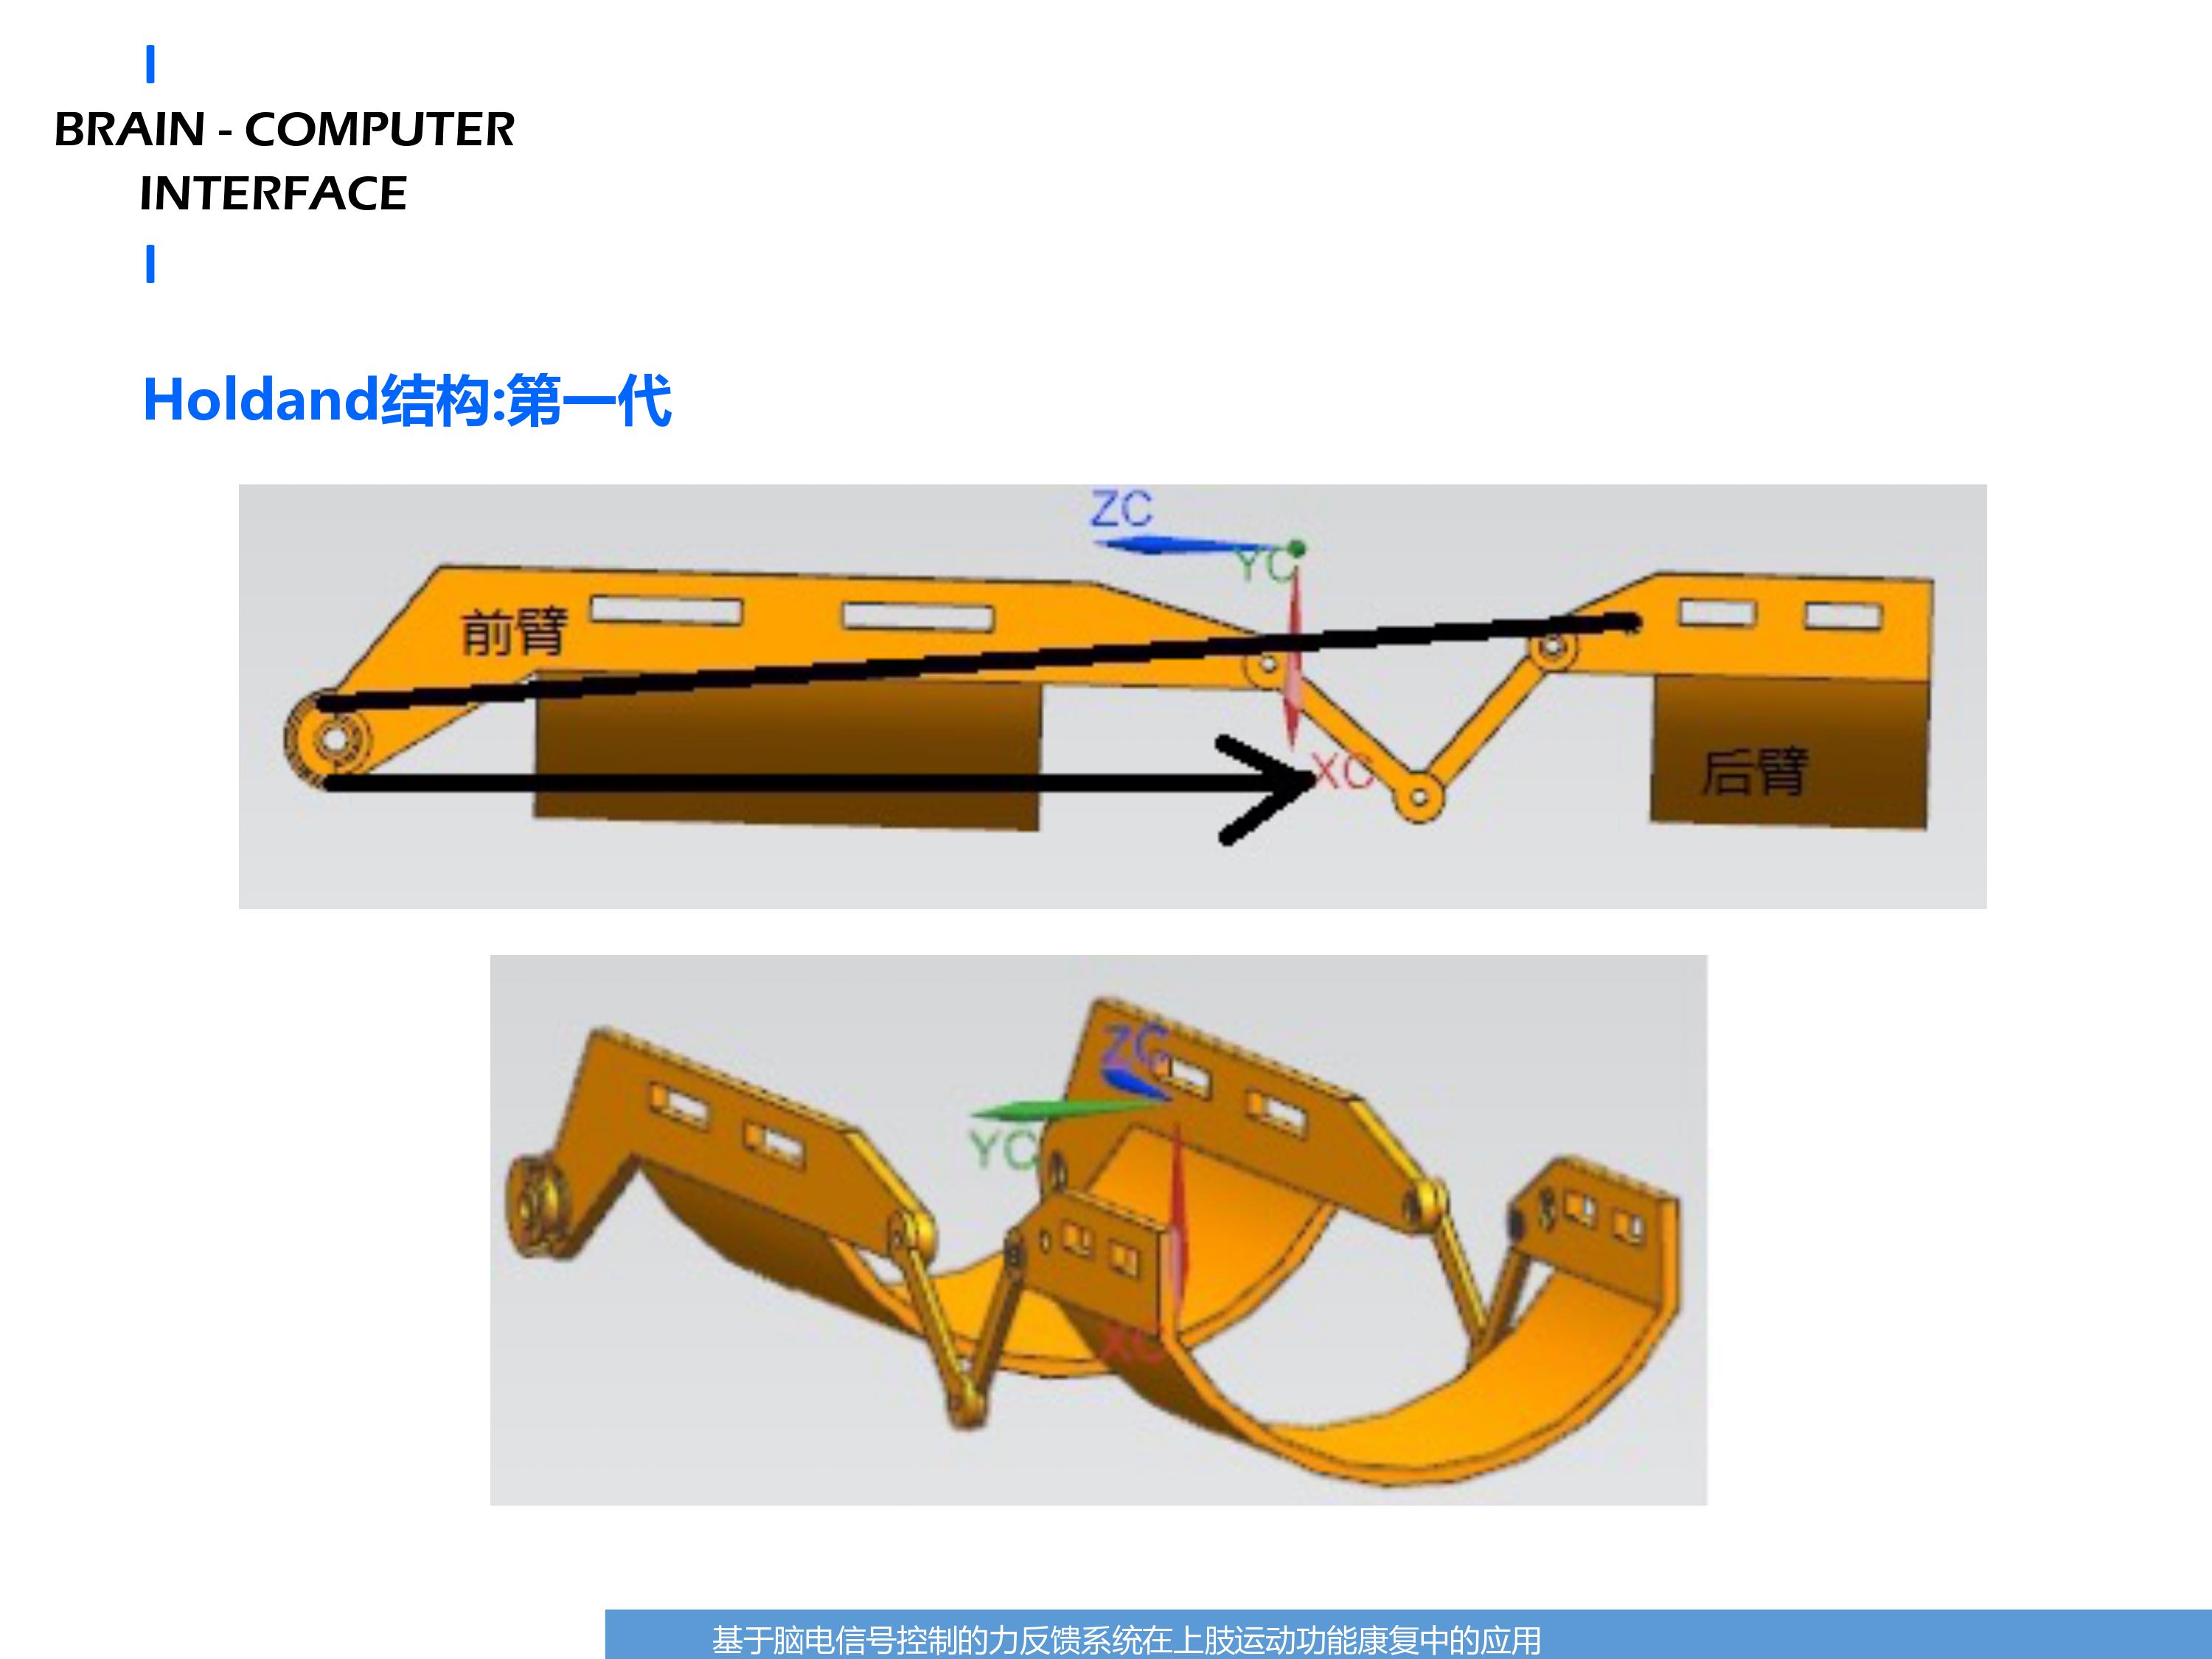 BRAIN - COMPUTER
INTERFACE
Holdand结构:第一代
ZC
YC
前臂
XC
后臂
ZC
YC
XC
基于脑电信号控制的力反馈系统在上肢运动功能康复中的应用